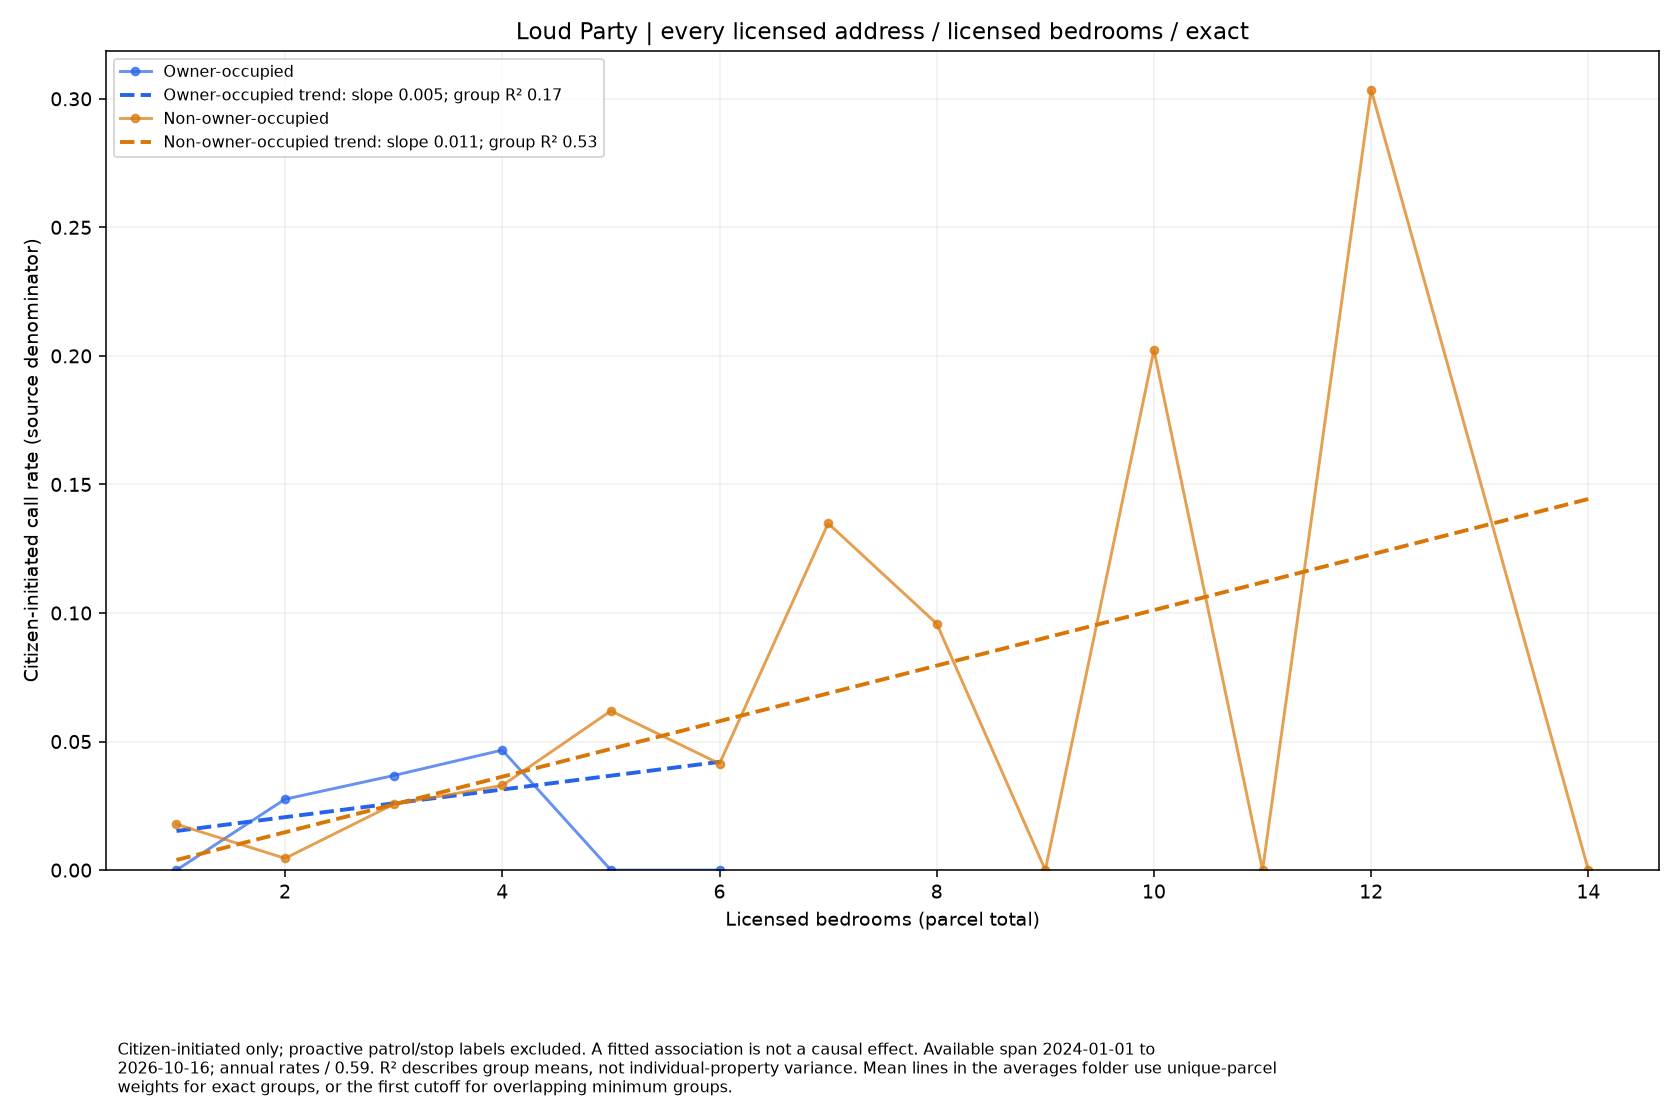 Loud Party | every licensed address / licensed bedrooms / exact
Owner-occupied
Owner-occupied trend: slope 0.005; group R² 0.17
Non-owner-occupied
Non-owner-occupied trend: slope 0.011; group R² 0.53
Citizen-initiated call rate (source denominator)
0.30
0.25
0.20
0.15
0.10
0.05
0.00
2 4 6 8 10 12 14
Licensed bedrooms (parcel total)
Citizen-initiated only; proactive patrol/stop labels excluded. A fitted association is not a causal effect. Available span 2024-01-01 to
2026-10-16; annual rates / 0.59. R² describes group means, not individual-property variance. Mean lines in the averages folder use unique-parcel
weights for exact groups, or the first cutoff for overlapping minimum groups.